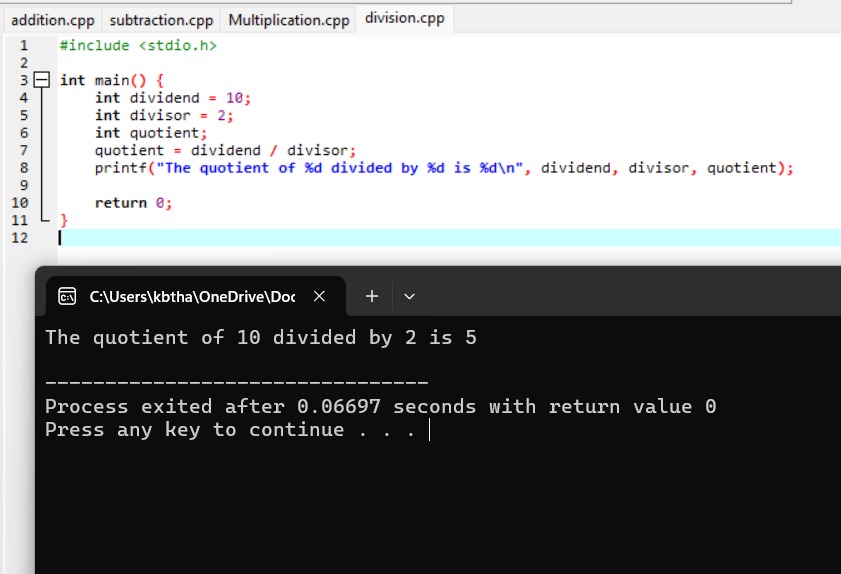 addition.cpp subtraction.cpp Multiplication.cpp division.cpp
1 #include <stdio.h>
2
3 int main() {
4 int dividend = 10;
5 int divisor = 2;
6 int quotient;
7 quotient = dividend / divisor;
8 printf("The quotient of %d divided by %d is %d\n", dividend, divisor, quotient);
9
10 return 0;
11 }
12
C:\Users\kbtha\OneDrive\Doc
The quotient of 10 divided by 2 is 5
--------------------------------
Process exited after 0.06697 seconds with return value 0
Press any key to continue . . .